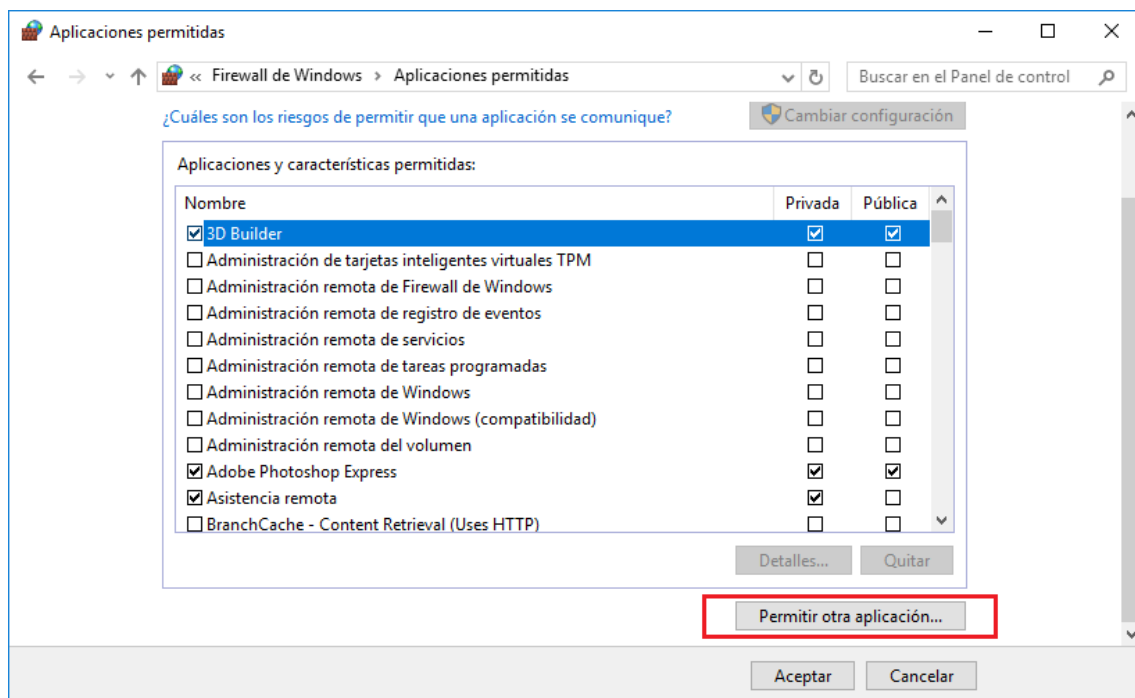 Aplicaciones permitidas
« Firewall de Windows > Aplicaciones permitidas
Buscar en el Panel de control
¿Cuáles son los riesgos de permitir que una aplicación se comunique?
Cambiar configuración
Aplicaciones y características permitidas:
Nombre Privada Pública
3D Builder
Administración de tarjetas inteligentes virtuales TPM
Administración remota de Firewall de Windows
Administración remota de registro de eventos
Administración remota de servicios
Administración remota de tareas programadas
Administración remota de Windows
Administración remota de Windows (compatibilidad)
Administración remota del volumen
Adobe Photoshop Express
Asistencia remota
BranchCache - Content Retrieval (Uses HTTP)
Detalles... Quitar
Permitir otra aplicación...
Aceptar Cancelar